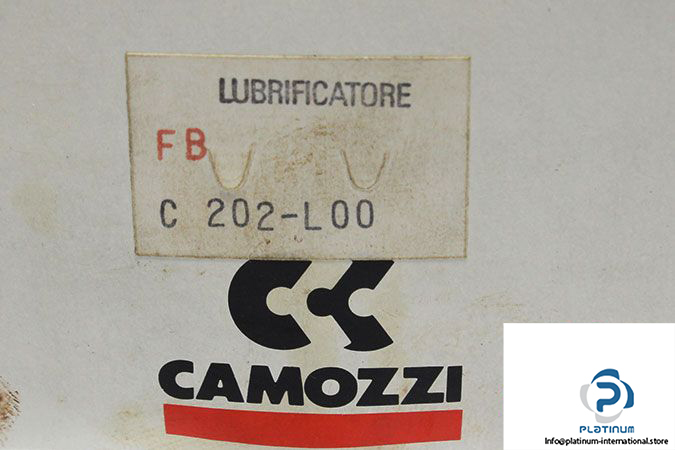 LUBRIFICATORE
FB
C 202-L00
CAMOZZI
PLATINUM
Info@platinum-international.store